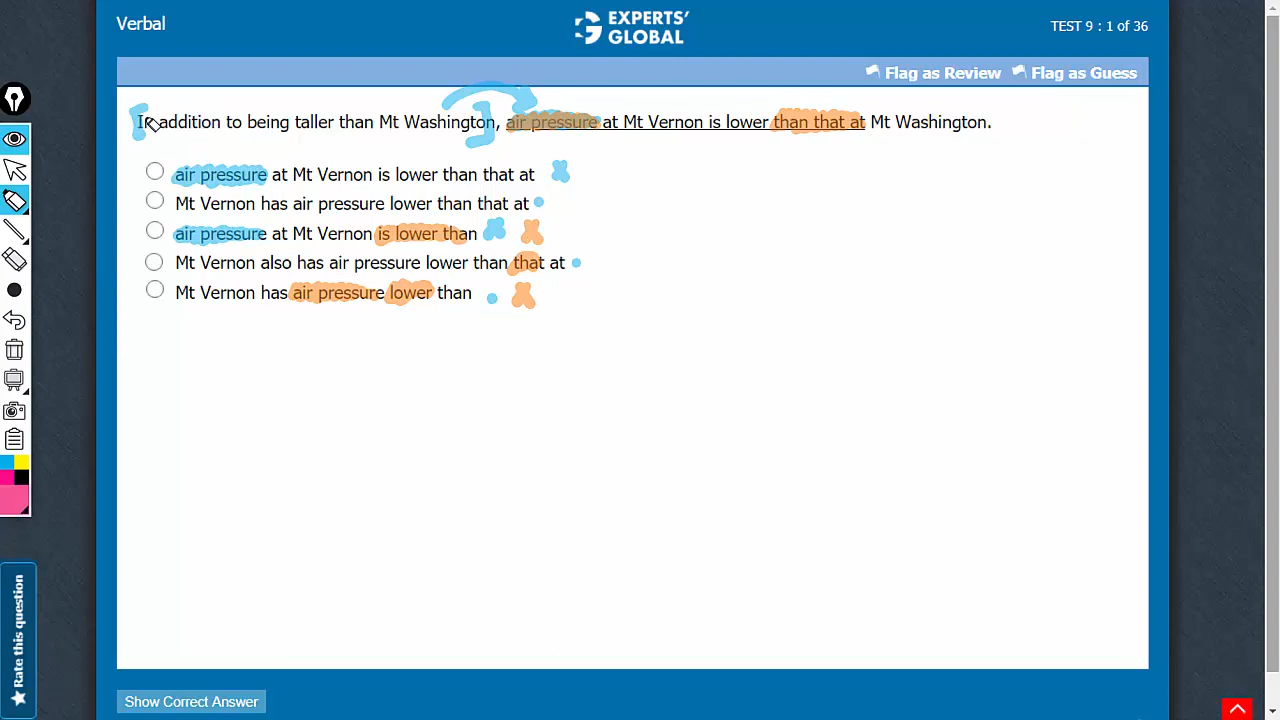 Verbal
EXPERTS'
GLOBAL
TEST 9 : 1 of 36
Flag as Review Flag as Guess
In addition to being taller than Mt Washington, air pressure at Mt Vernon is lower than that at Mt Washington.
air pressure at Mt Vernon is lower than that at
Mt Vernon has air pressure lower than that at
air pressure at Mt Vernon is lower than
Mt Vernon also has air pressure lower than that at
Mt Vernon has air pressure lower than
Rate this question
Show Correct Answer